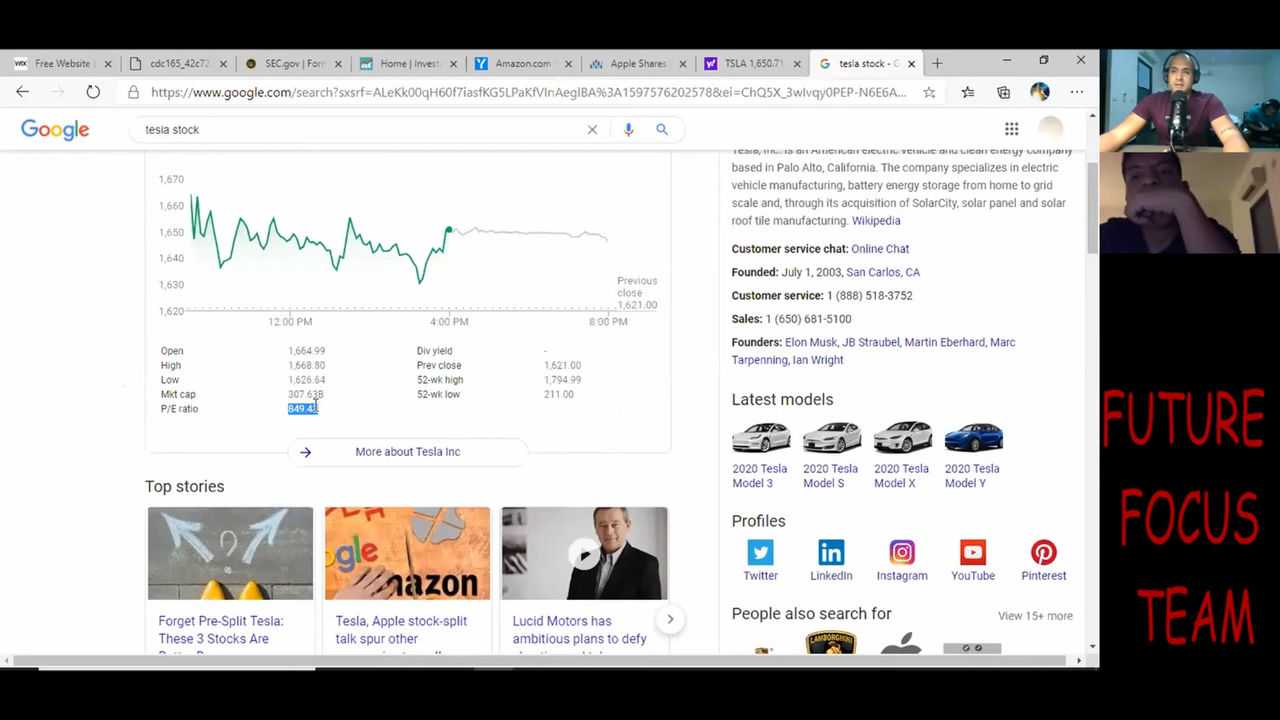 Free Website
cdc165_42c72
SEC.gov | Forr
Home | Invest
Amazon.com
Apple Shares
TSLA 1,650.71
tesla stock - G
https://www.google.com/search?sxsrf=ALeKk00qH60f7iasfKG5LPaKfVInAegIBA%3A1597576202578&ei=ChQ5X_3wIvqy0PEP-N6E6A...
Google
tesla stock
Tesla, Inc. is an American electric vehicle and clean energy company
based in Palo Alto, California. The company specializes in electric
vehicle manufacturing, battery energy storage from home to grid
scale and, through its acquisition of SolarCity, solar panel and solar
roof tile manufacturing. Wikipedia
Customer service chat: Online Chat
Founded: July 1, 2003, San Carlos, CA
Customer service: 1 (888) 518-3752
Sales: 1 (650) 681-5100
Founders: Elon Musk, JB Straubel, Martin Eberhard, Marc
Tarpenning, Ian Wright
1,670
1,660
1,650
1,640
1,630
1,620
Previous
close
1,621.00
12:00 PM
4:00 PM
8:00 PM
Open 1,664.99 Div yield -
High 1,668.80 Prev close 1,621.00
Low 1,626.64 52-wk high 1,794.99
Mkt cap 307.63B 52-wk low 211.00
P/E ratio
More about Tesla Inc
Top stories
Forget Pre-Split Tesla:
These 3 Stocks Are
Google
amazon
Tesla, Apple stock-split
talk spur other
Lucid Motors has
ambitious plans to defy
Latest models
2020 Tesla
Model 3
2020 Tesla
Model S
2020 Tesla
Model X
2020 Tesla
Model Y
Profiles
Twitter
LinkedIn
Instagram
YouTube
Pinterest
People also search for
View 15+ more
LAMBORGHINI
FUTURE
FOCUS
TEAM